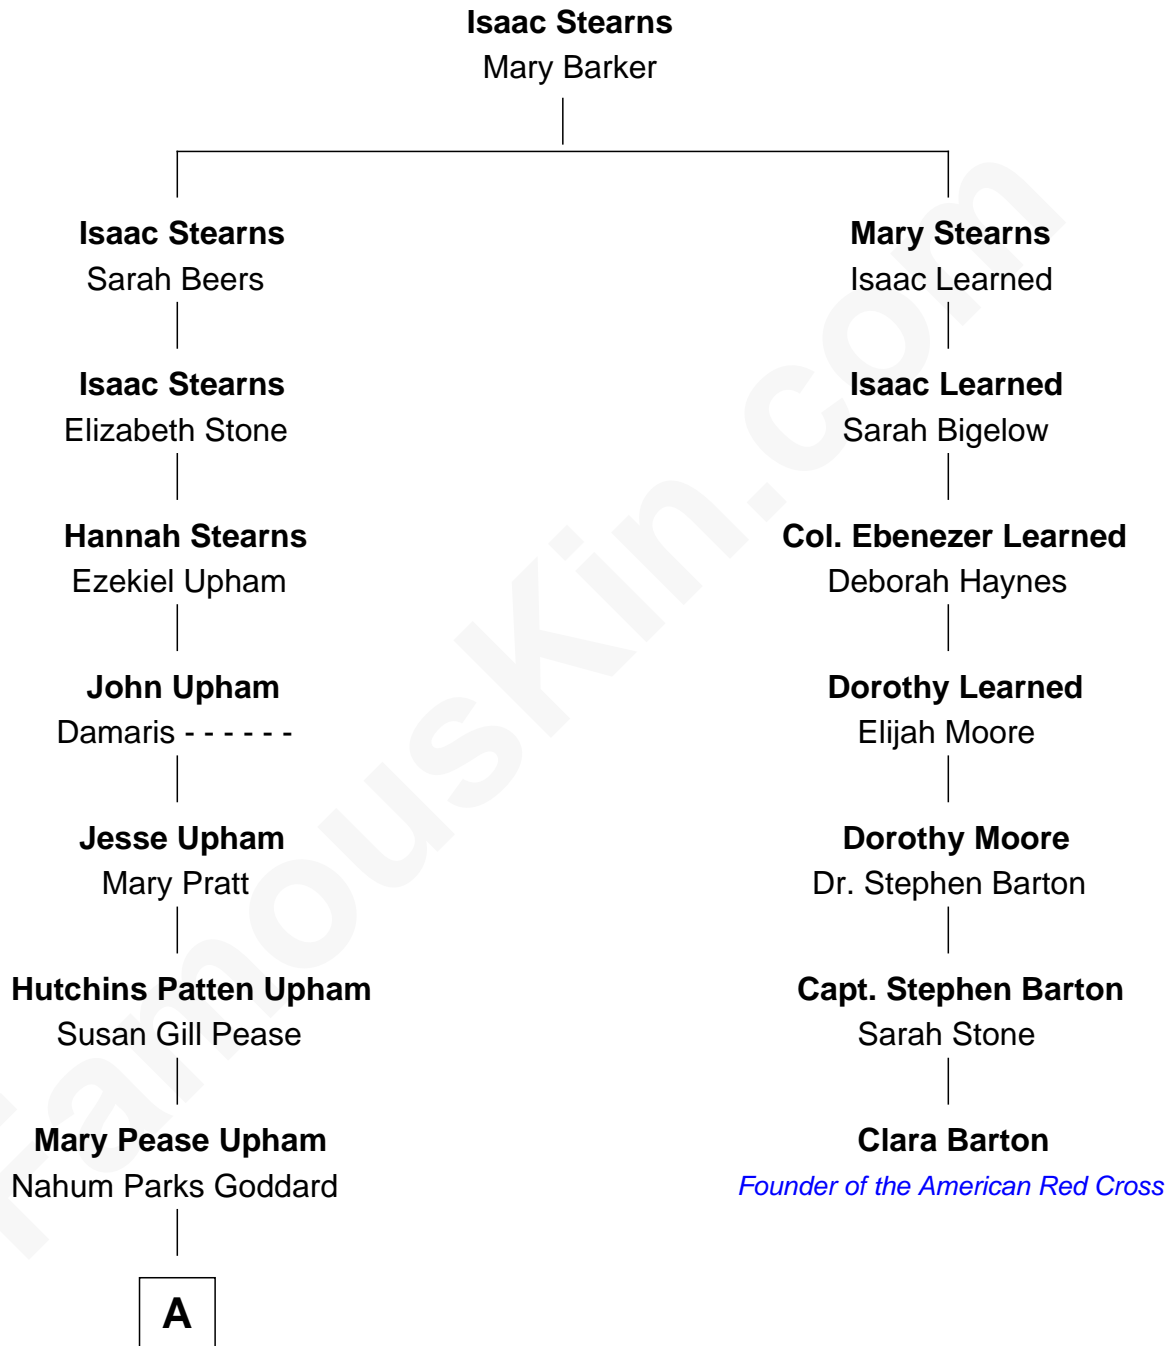 Isaac Stearns
Mary Barker
Isaac Stearns
Sarah Beers
Isaac Stearns
Elizabeth Stone
Hannah Stearns
Ezekiel Upham
John Upham
Damaris - - - - - -
Jesse Upham
Mary Pratt
Hutchins Patten Upham
Susan Gill Pease
Mary Pease Upham
Nahum Parks Goddard
A
Mary Stearns
Isaac Learned
Isaac Learned
Sarah Bigelow
Col. Ebenezer Learned
Deborah Haynes
Dorothy Learned
Elijah Moore
Dorothy Moore
Dr. Stephen Barton
Capt. Stephen Barton
Sarah Stone
Clara Barton
Founder of the American Red Cross
FamousKin.com